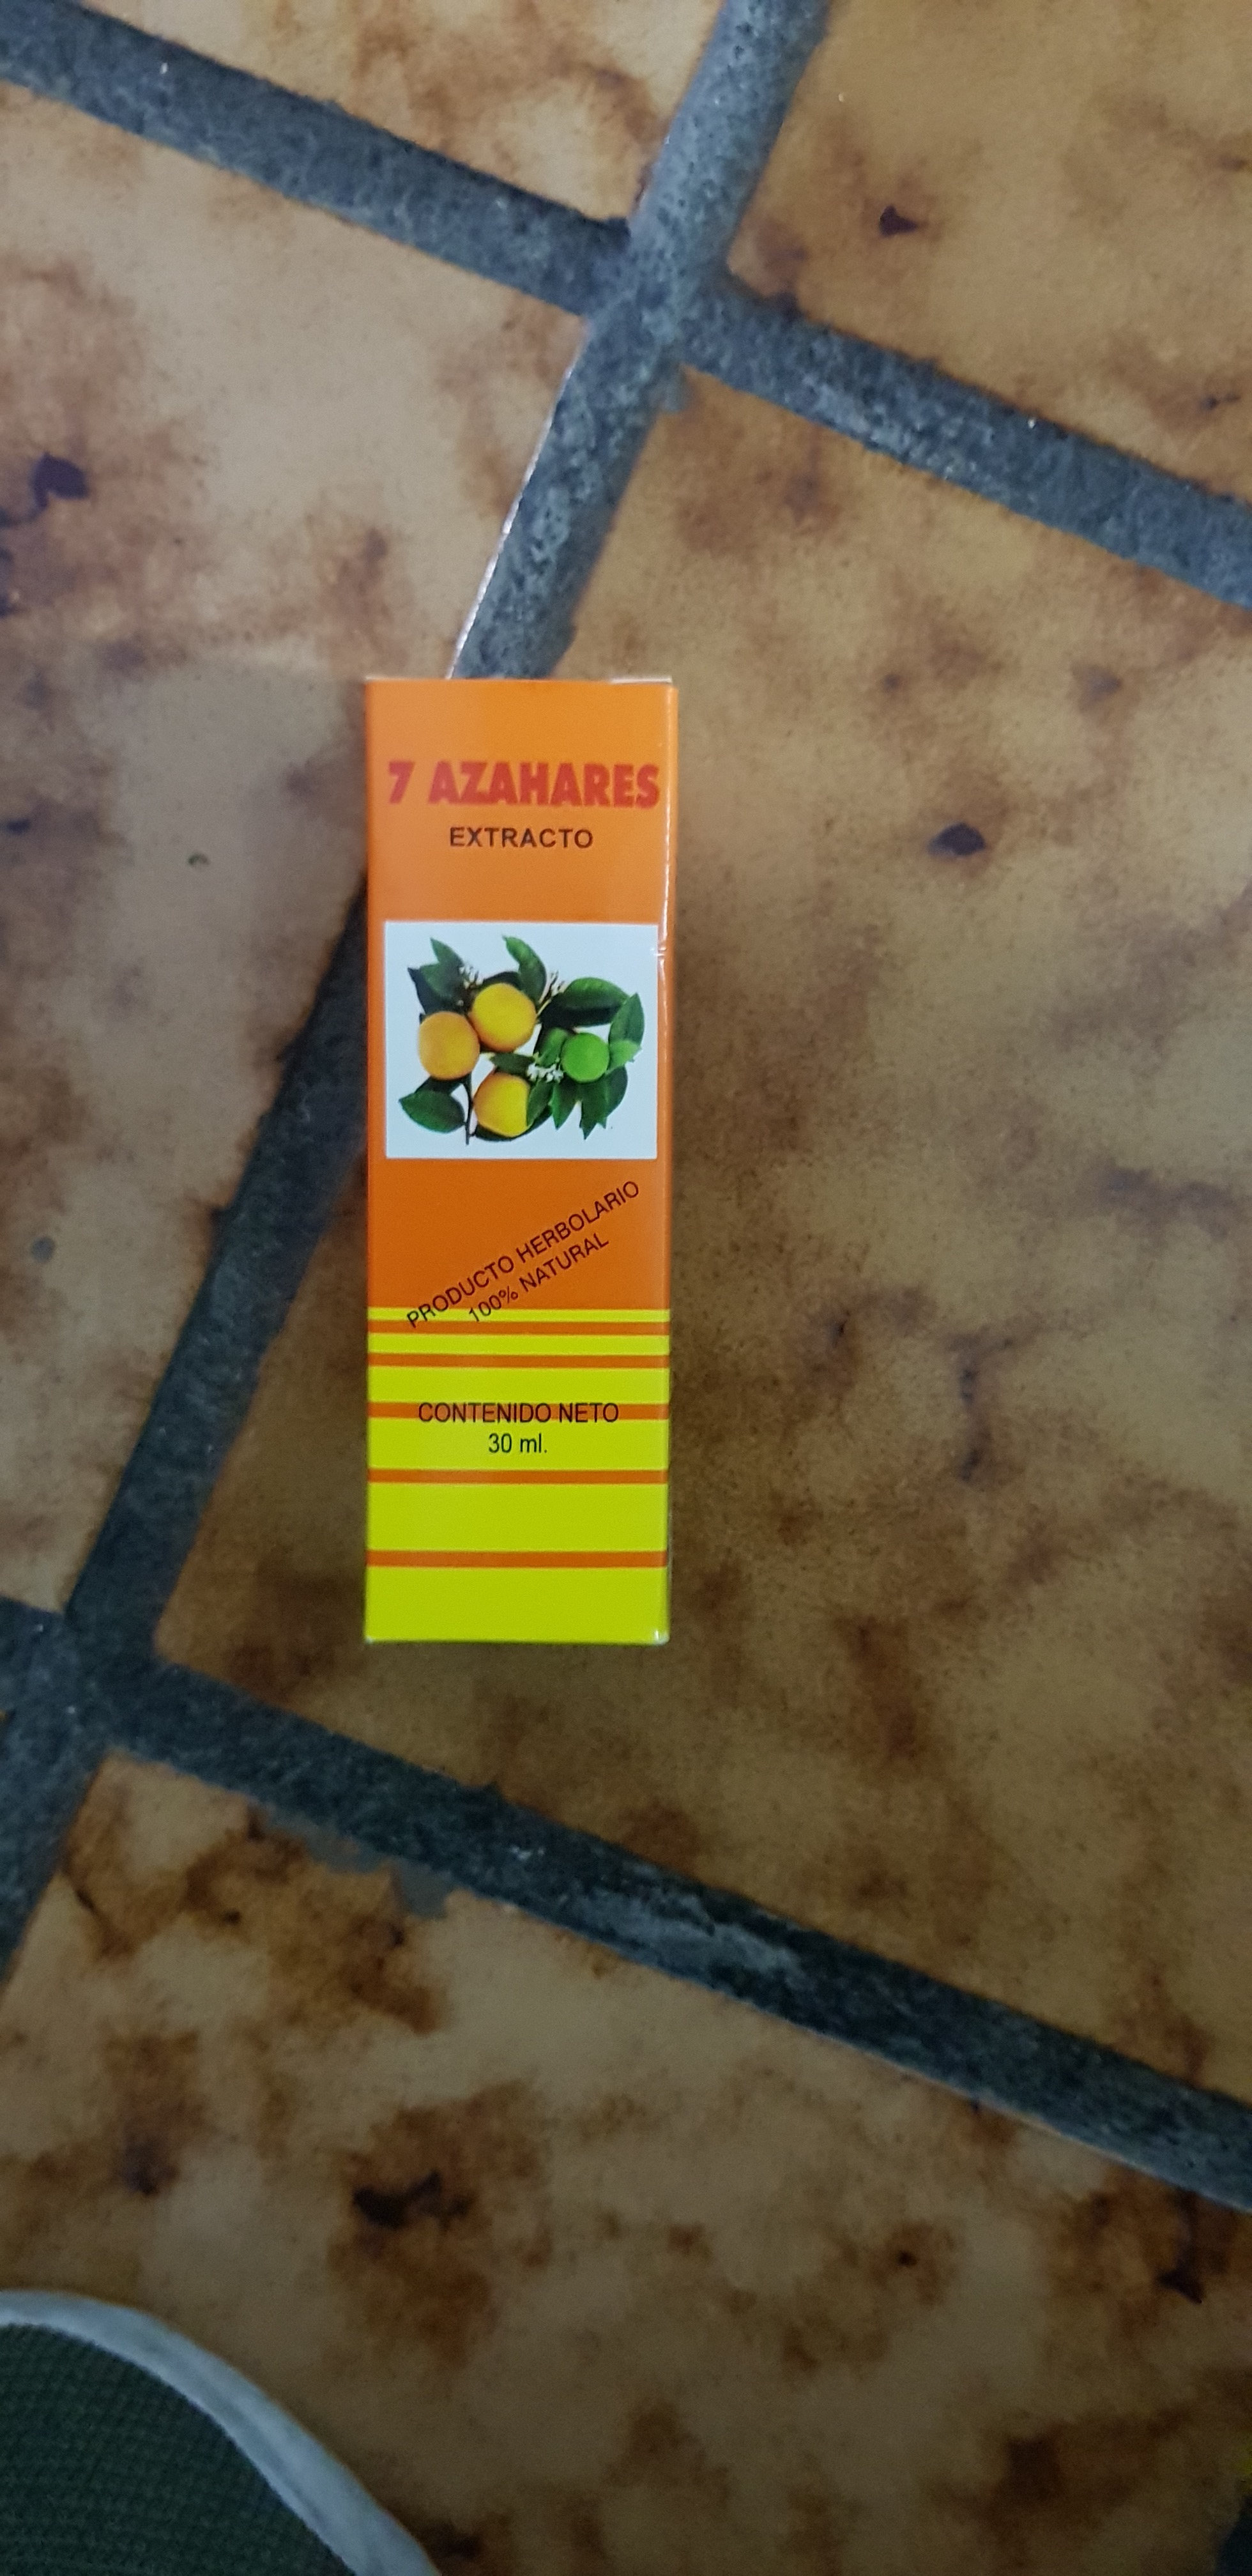 7 AZAHARES
EXTRACTO
PRODUCTO HERBOLARIO
100% NATURAL
CONTENIDO NETO
30 ml.